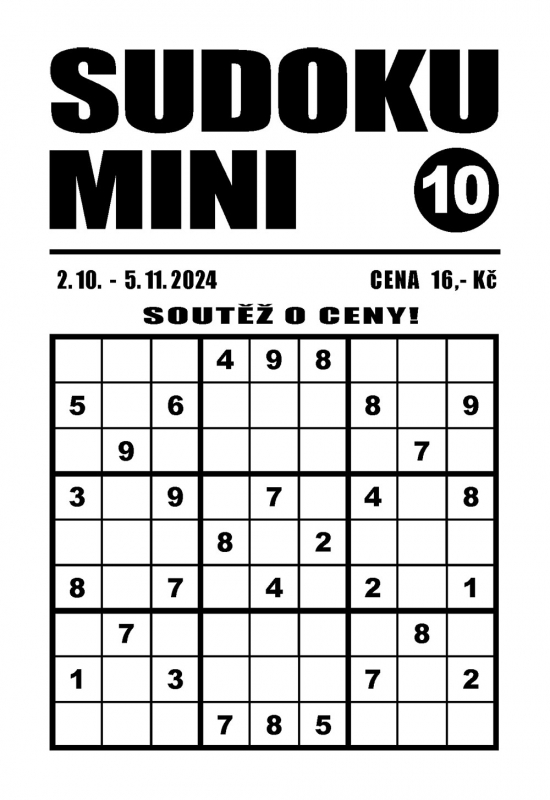 SUDOKU
MINI
10
2.10. - 5.11.2024
CENA 16,- Kč
SOUTĚŽ O CENY!
4 9 8
5 6 8 9
9 7
3 9 7 4 8
8 2
8 7 4 2 1
7 8
1 3 7 2
7 8 5